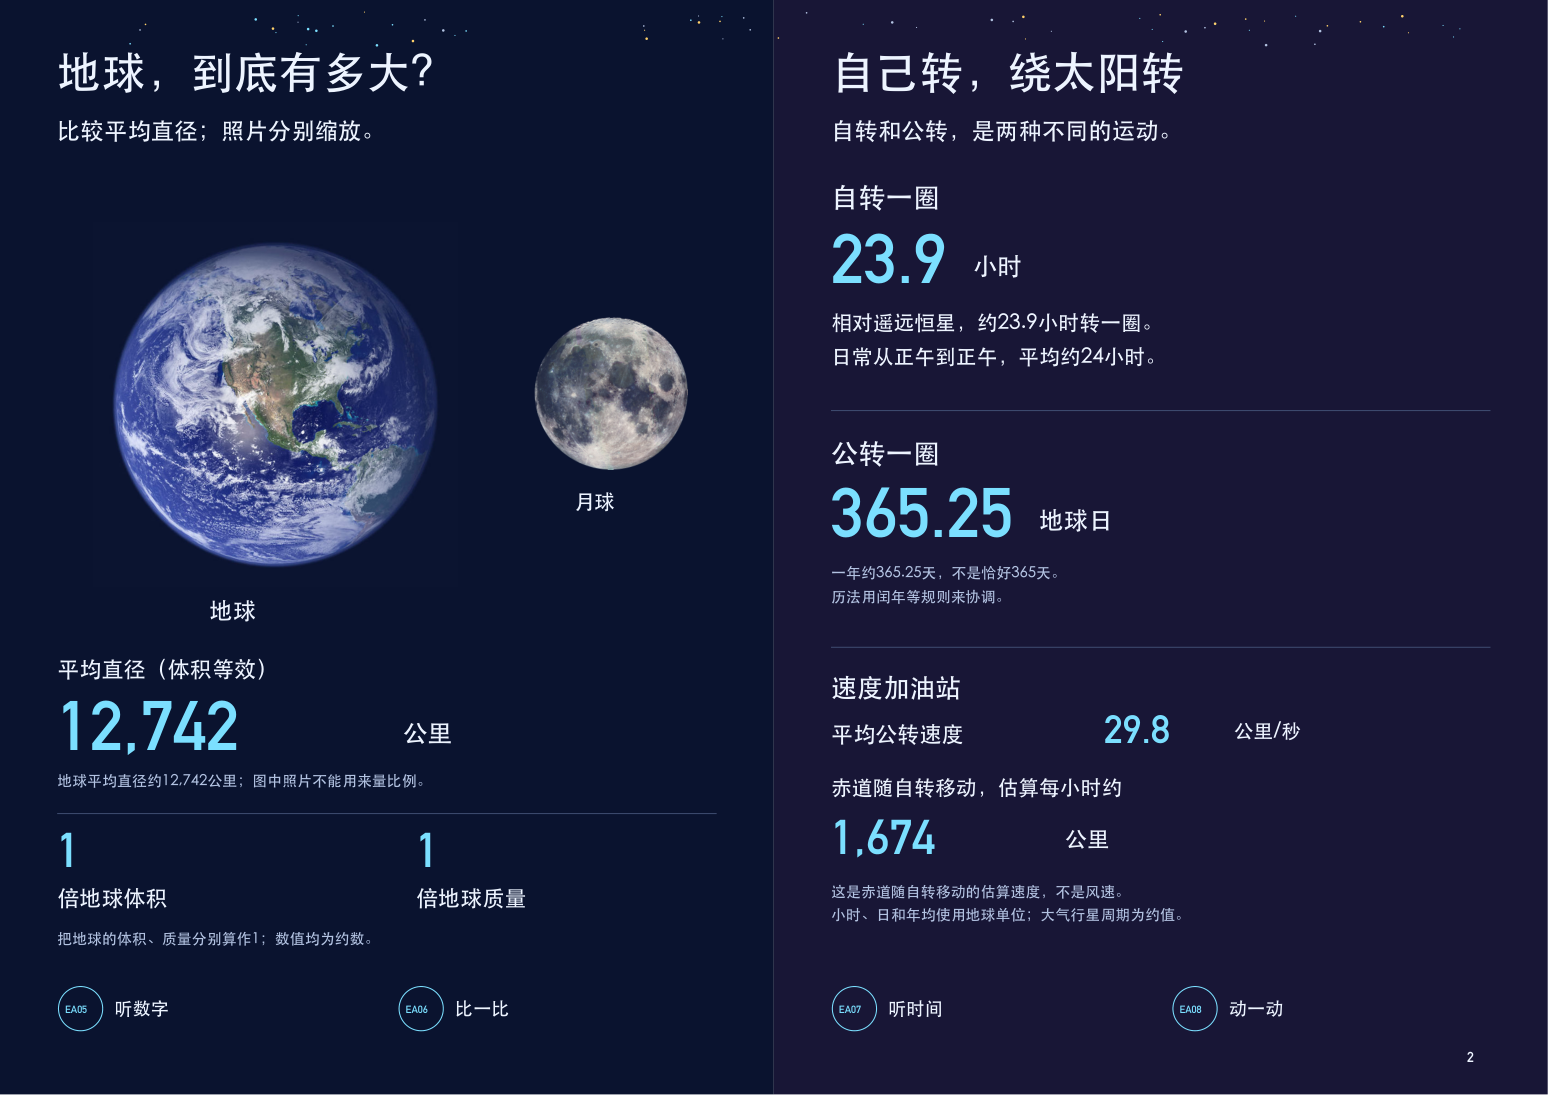 地球，到底有多大？
比较平均直径；照片分别缩放。
地球
月球
平均直径（体积等效）
12,742 公里
地球平均直径约12,742公里；图中照片不能用来量比例。
1 1
倍地球体积 倍地球质量
把地球的体积、质量分别算作1；数值均为约数。
EA05 听数字 EA06 比一比
自己转，绕太阳转
自转和公转，是两种不同的运动。
自转一圈
23.9 小时
相对遥远恒星，约23.9小时转一圈。
日常从正午到正午，平均约24小时。
公转一圈
365.25 地球日
一年约365.25天，不是恰好365天。
历法用闰年等规则来协调。
速度加油站
平均公转速度 29.8 公里/秒
赤道随自转移动，估算每小时约
1,674 公里
这是赤道随自转移动的估算速度，不是风速。
小时、日和年均使用地球单位；大气行星周期为约值。
EA07 听时间 EA08 动一动
2